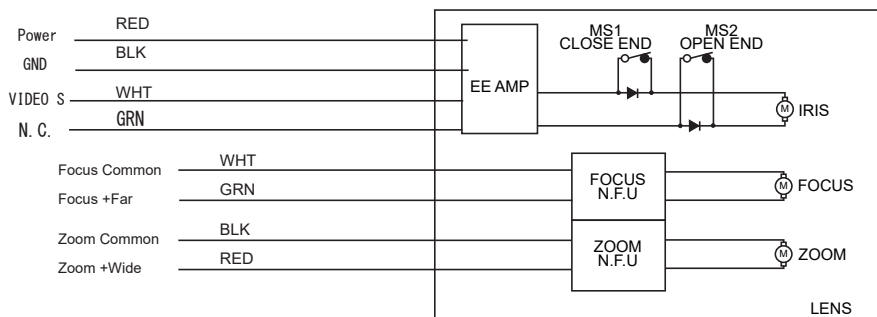 Power RED
GND BLK
VIDEO S WHT
N. C. GRN
EE AMP
MS1
CLOSE END
MS2
OPEN END
M IRIS
Focus Common WHT
Focus +Far GRN
FOCUS
N.F.U
M FOCUS
Zoom Common BLK
Zoom +Wide RED
ZOOM
N.F.U
M ZOOM
LENS